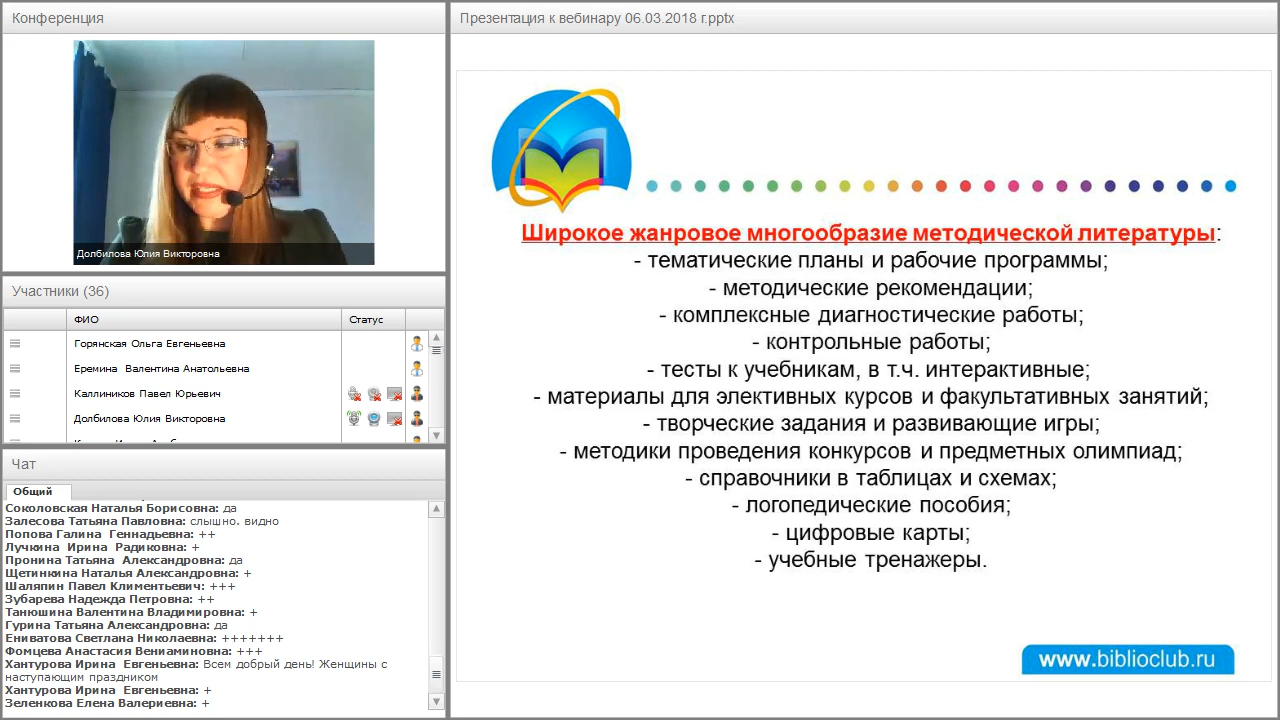 Конференция
Долбилова Юлия Викторовна
Участники (36)
ФИО Статус
Горянская Ольга Евгеньевна
Еремина Валентина Анатольевна
Каллиников Павел Юрьевич
Долбилова Юлия Викторовна
Чат
Общий
Соколовская Наталья Борисовна: да
Залесова Татьяна Павловна: слышно. видно
Попова Галина Геннадьевна: ++
Лучкина Ирина Радиковна: +
Пронина Татьяна Александровна: да
Щетинкина Наталья Александровна: +
Шаляпин Павел Климентьевич: +++
Зубарева Надежда Петровна: ++
Танюшина Валентина Владимировна: +
Гурина Татьяна Александровна: да
Ениватова Светлана Николаевна: +++++++
Фомцева Анастасия Вениаминовна: +++
Хантурова Ирина Евгеньевна: Всем добрый день! Женщины с
наступающим праздником
Хантурова Ирина Евгеньевна: +
Зеленкова Елена Валериевна: +
Презентация к вебинару 06.03.2018 г.pptx
Широкое жанровое многообразие методической литературы:
- тематические планы и рабочие программы;
- методические рекомендации;
- комплексные диагностические работы;
- контрольные работы;
- тесты к учебникам, в т.ч. интерактивные;
- материалы для элективных курсов и факультативных занятий;
- творческие задания и развивающие игры;
- методики проведения конкурсов и предметных олимпиад;
- справочники в таблицах и схемах;
- логопедические пособия;
- цифровые карты;
- учебные тренажеры.
www.biblioclub.ru